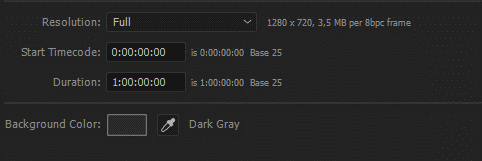 Resolution: Full 1280 x 720, 3,5 MB per 8bpc frame
Start Timecode: 0:00:00:00 is 0:00:00:00 Base 25
Duration: 1:00:00:00 is 1:00:00:00 Base 25
Background Color: Dark Gray